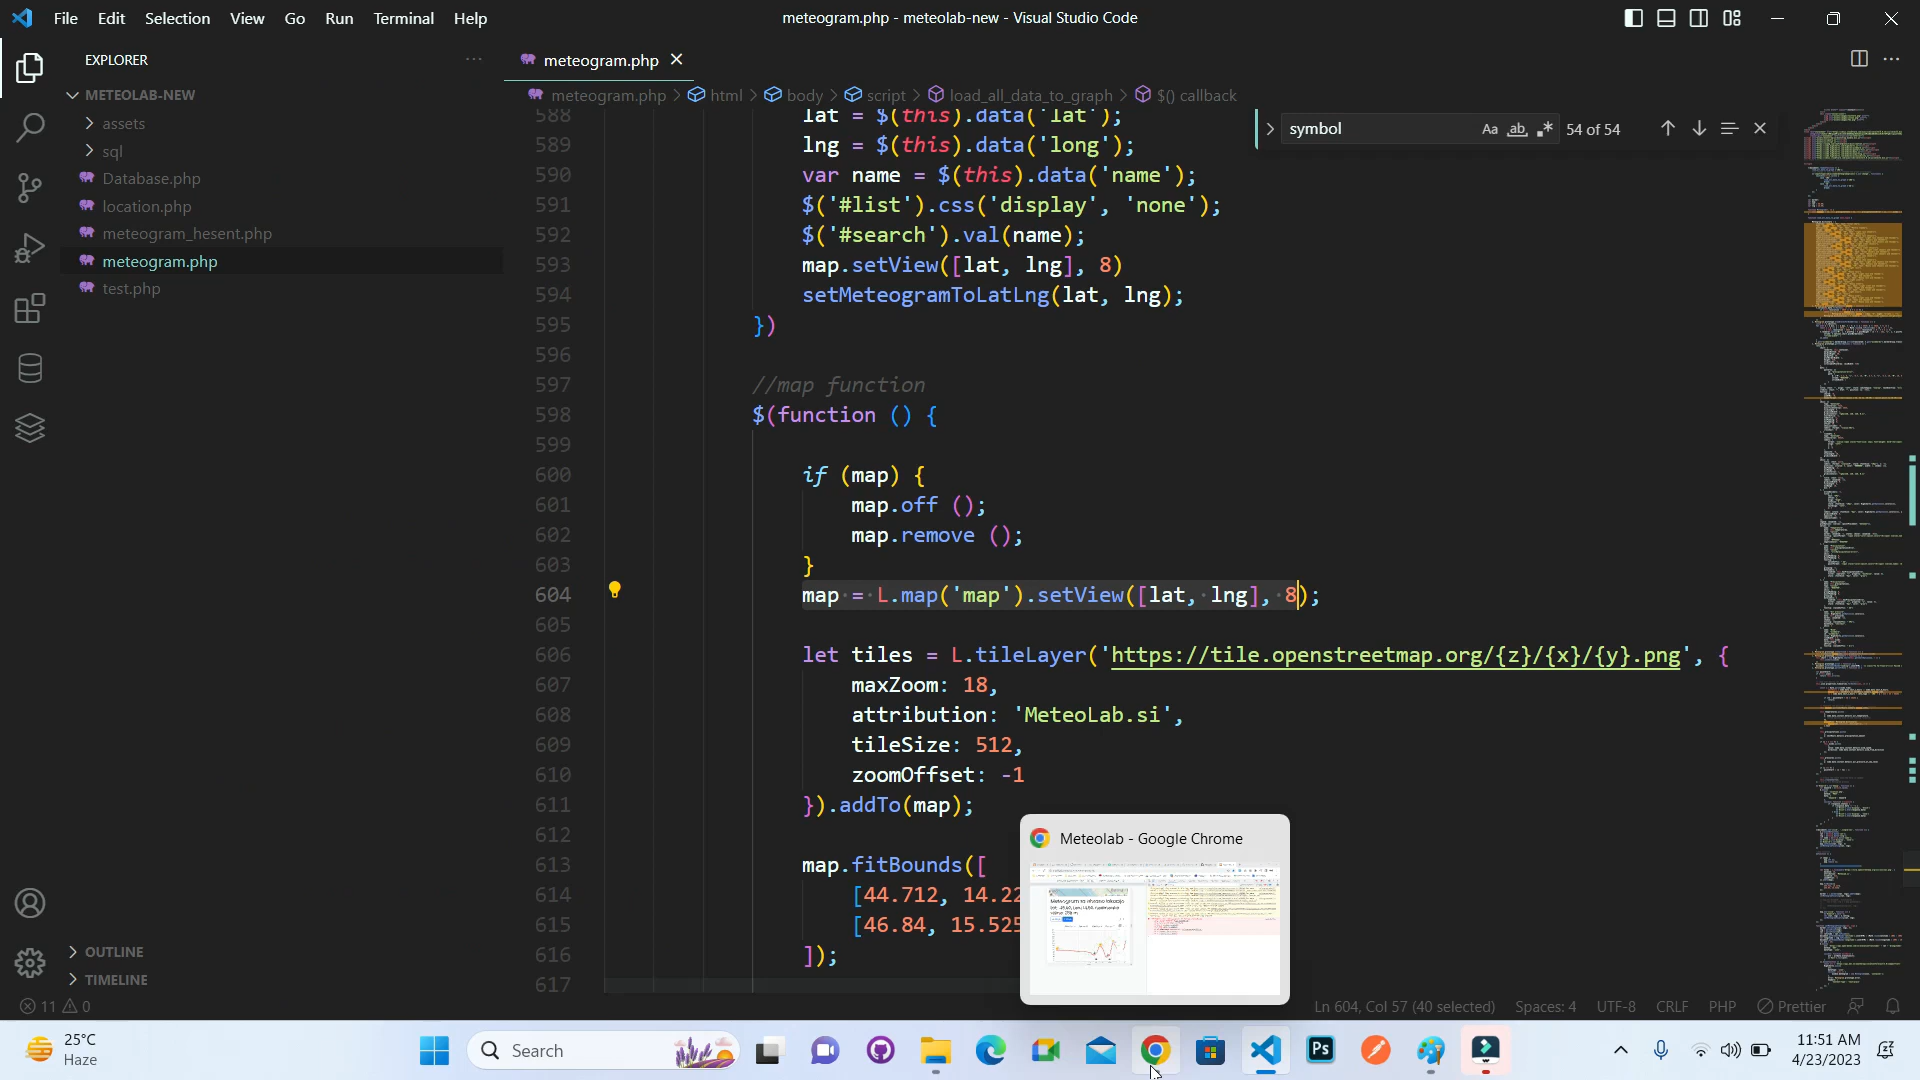 File Edit Selection View Go Run Terminal Help
meteogram.php - meteolab-new - Visual Studio Code
EXPLORER
METEOLAB-NEW
assets
sql
Database.php
location.php
meteogram_hesent.php
meteogram.php
test.php
OUTLINE
TIMELINE
meteogram.php
meteogram.php > html > body > script > load_all_data_to_graph > $() callback
symbol
Aa ab 54 of 54
588 lat = $(this).data('lat');
589 lng = $(this).data('long');
590 var name = $(this).data('name');
591 $('#list').css('display', 'none');
592 $('#search').val(name);
593 map.setView([lat, lng], 8)
594 setMeteogramToLatLng(lat, lng);
595 })
596
597 //map function
598 $(function () {
599
600 if (map) {
601 map.off ();
602 map.remove ();
603 }
604 map = L.map('map').setView([lat, lng], 8);
605
606 let tiles = L.tileLayer('https://tile.openstreetmap.org/{z}/{x}/{y}.png', {
607 maxZoom: 18,
608 attribution: 'MeteoLab.si',
609 tileSize: 512,
610 zoomOffset: -1
611 }).addTo(map);
612
613 map.fitBounds([
614 [44.712, 14.22
615 [46.84, 15.525
616 ]);
617
Meteolab - Google Chrome
11 0
Ln 604, Col 57 (40 selected) Spaces: 4 UTF-8 CRLF PHP Prettier
25°C
Haze
Search
Ps
11:51 AM
4/23/2023